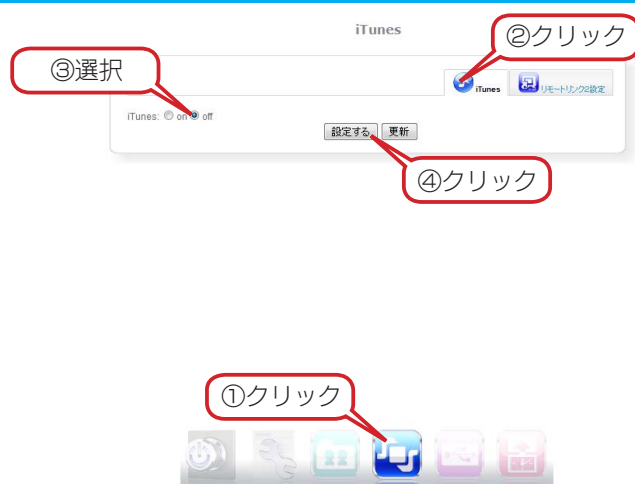 iTunes
②クリック
③選択
iTunes リモートリンク2設定
iTunes: on off
設定する 更新
④クリック
①クリック